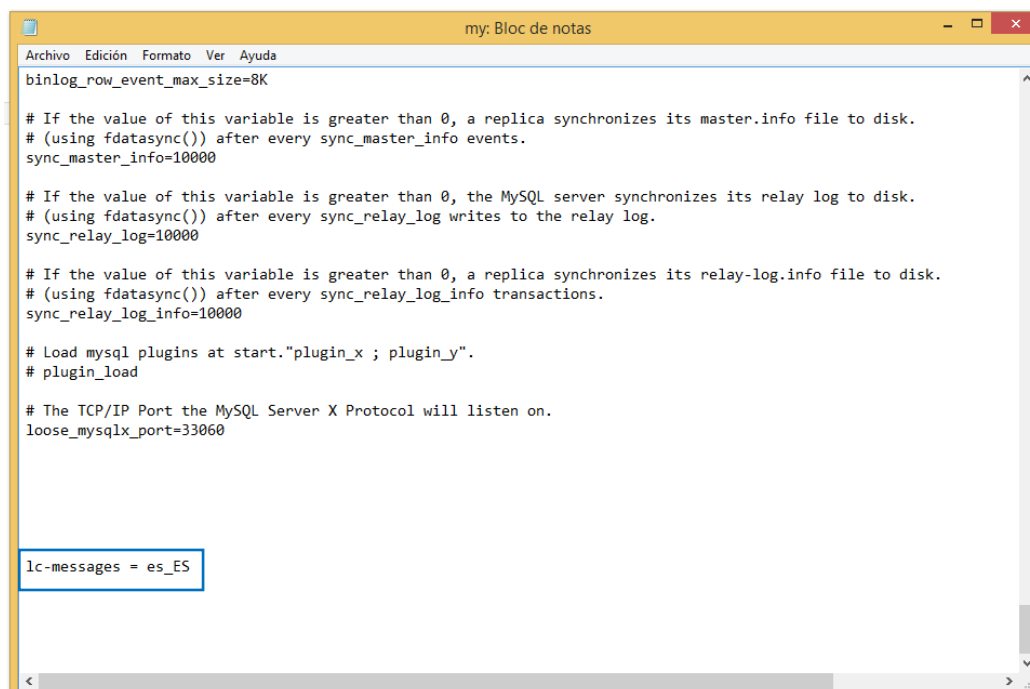 my: Bloc de notas
Archivo Edición Formato Ver Ayuda
binlog_row_event_max_size=8K
# If the value of this variable is greater than 0, a replica synchronizes its master.info file to disk.
# (using fdatasync()) after every sync_master_info events.
sync_master_info=10000
# If the value of this variable is greater than 0, the MySQL server synchronizes its relay log to disk.
# (using fdatasync()) after every sync_relay_log writes to the relay log.
sync_relay_log=10000
# If the value of this variable is greater than 0, a replica synchronizes its relay-log.info file to disk.
# (using fdatasync()) after every sync_relay_log_info transactions.
sync_relay_log_info=10000
# Load mysql plugins at start."plugin_x ; plugin_y".
# plugin_load
# The TCP/IP Port the MySQL Server X Protocol will listen on.
loose_mysqlx_port=33060
lc-messages = es_ES